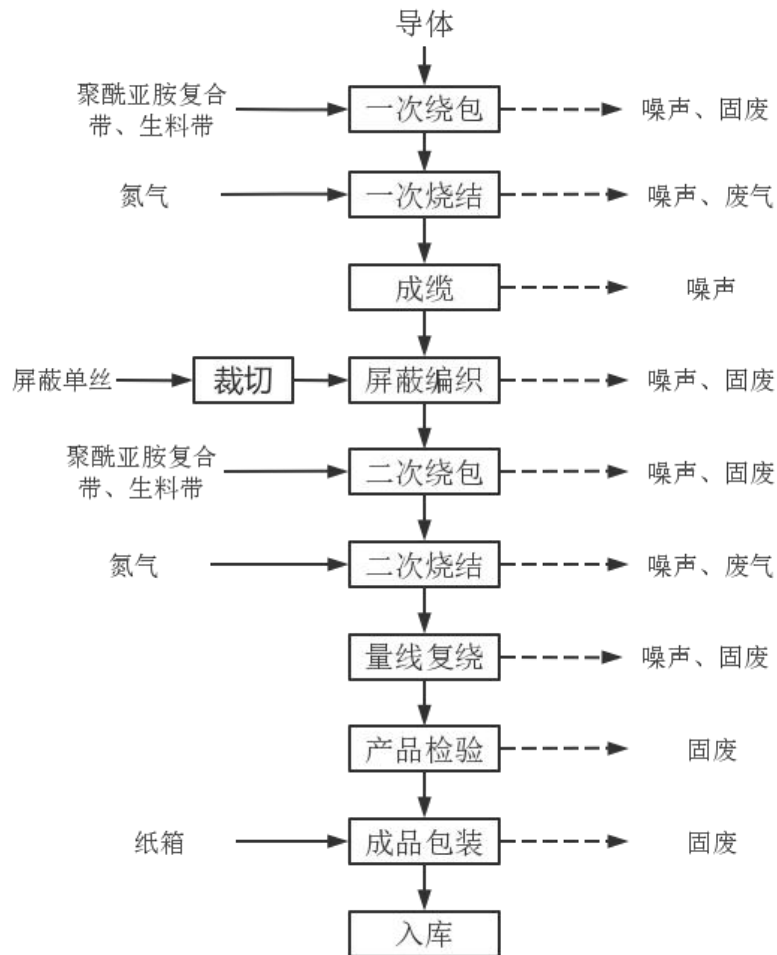 导体
聚酰亚胺复合
带、生料带
一次绕包
噪声、固废
氮气
一次烧结
噪声、废气
成缆
噪声
屏蔽单丝
裁切
屏蔽编织
噪声、固废
聚酰亚胺复合
带、生料带
二次绕包
噪声、固废
氮气
二次烧结
噪声、废气
量线复绕
噪声、固废
产品检验
固废
纸箱
成品包装
固废
入库